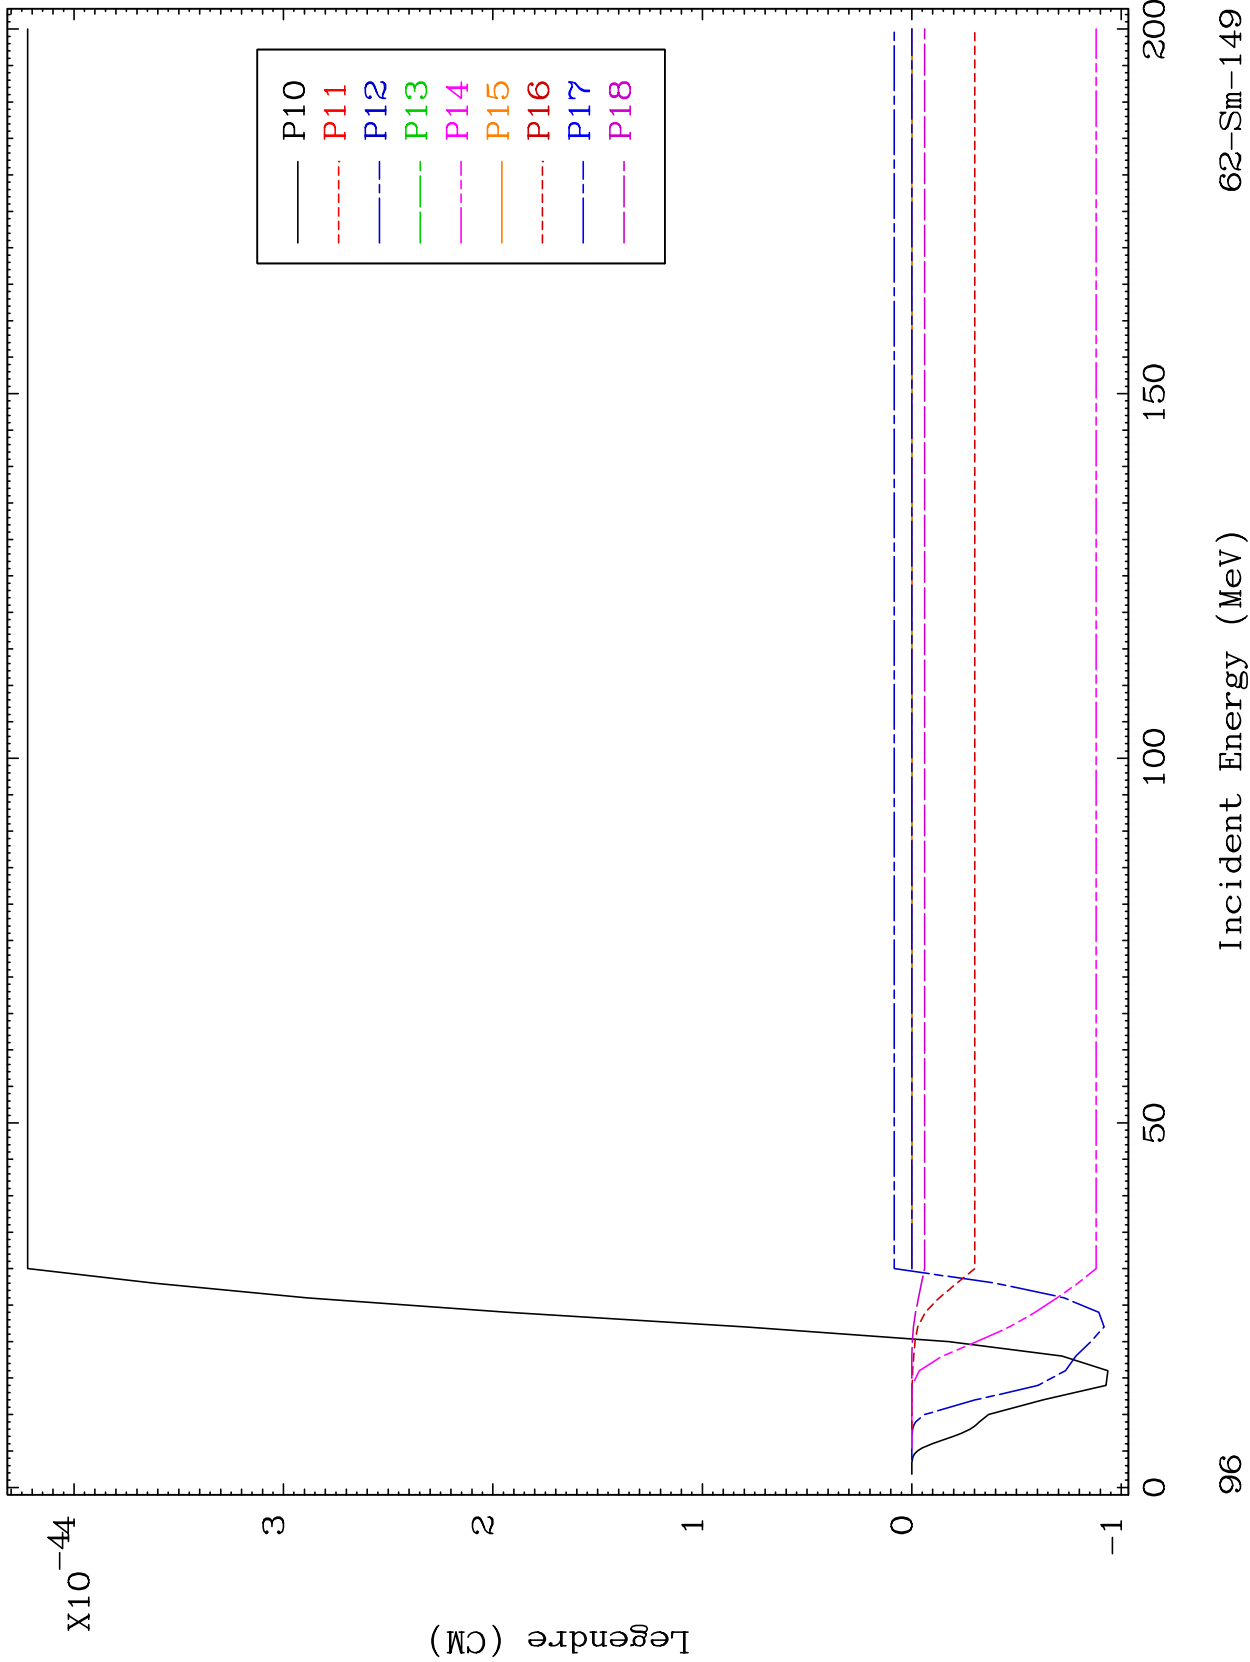 X10
-4
4
3
2
1
0
-1
Legendre (CM)
P10
P11
P12
P13
P14
P15
P16
P17
P18
0 50 100 150 200
96 Incident Energy (MeV) 62-Sm-149